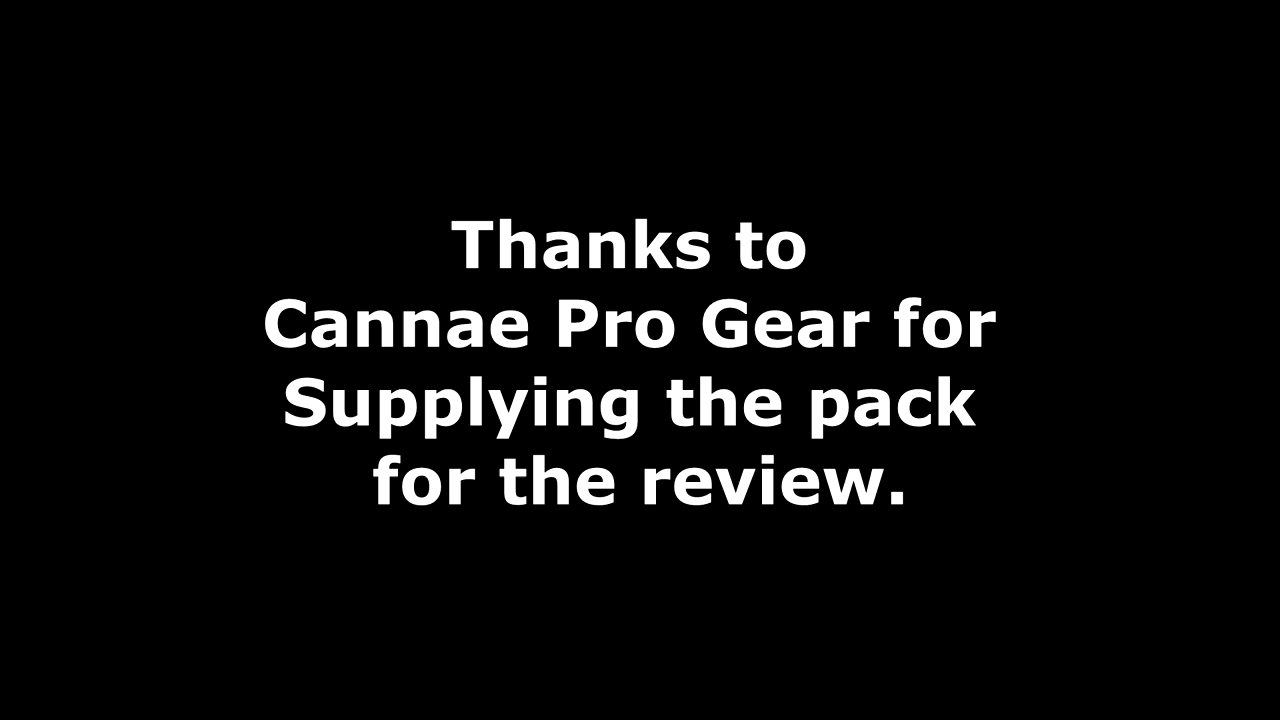 Thanks to
Cannae Pro Gear for
Supplying the pack
for the review.